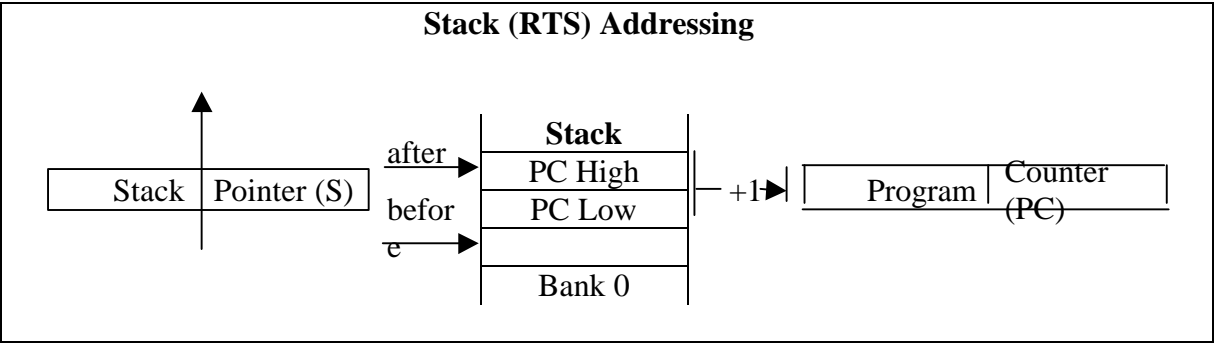 Stack (RTS) Addressing
Stack
after
PC High
Stack Pointer (S)
+1
Program
Counter
(PC)
befor
e
PC Low
Bank 0